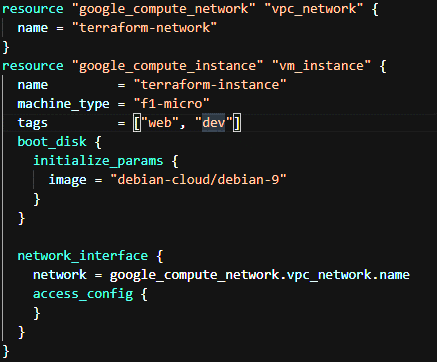 resource "google_compute_network" "vpc_network" {
  name = "terraform-network"
}
resource "google_compute_instance" "vm_instance" {
  name         = "terraform-instance"
  machine_type = "f1-micro"
  tags         = ["web", "dev"]
  boot_disk {
    initialize_params {
      image = "debian-cloud/debian-9"
    }
  }

  network_interface {
    network = google_compute_network.vpc_network.name
    access_config {
    }
  }
}